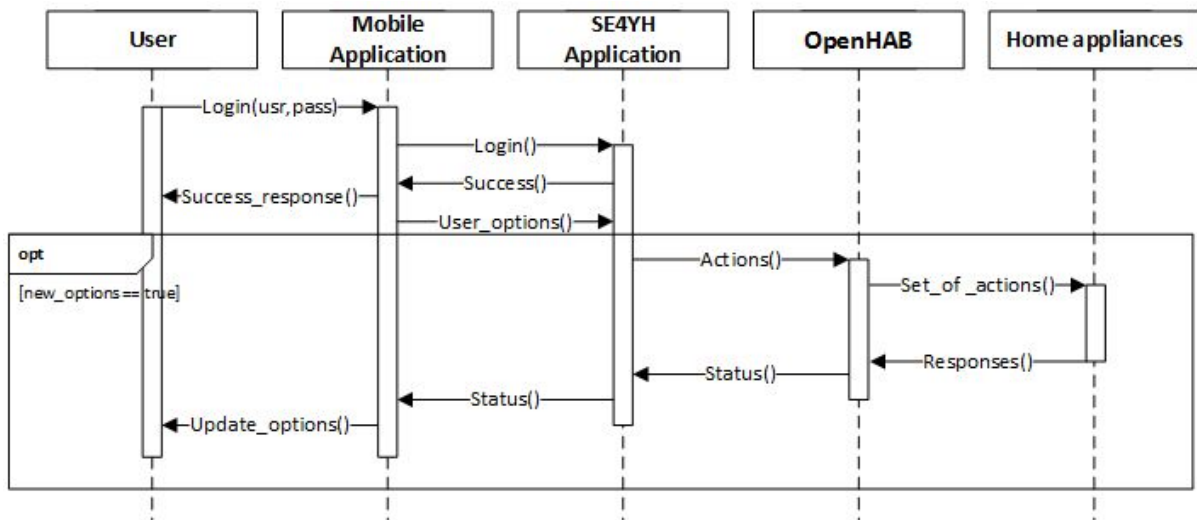 User
Mobile
Application
SE4YH
Application
OpenHAB
Home appliances
Login(usr,pass)
Login()
Success()
Success_response()
User_options()
opt
Actions()
Set_of _actions()
[new_options== true]
Responses()
Status()
Status()
Update_options()